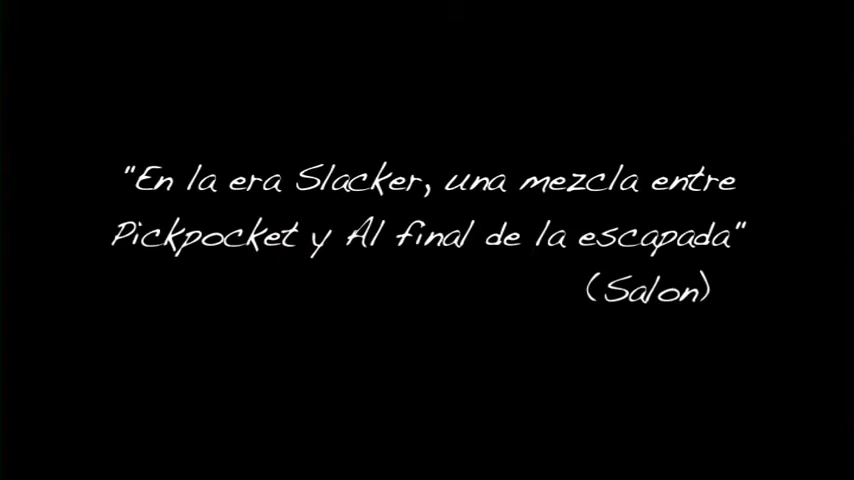 "En la era Slacker, una mezcla entre
Pickpocket y Al final de la escapada"
(Salon)